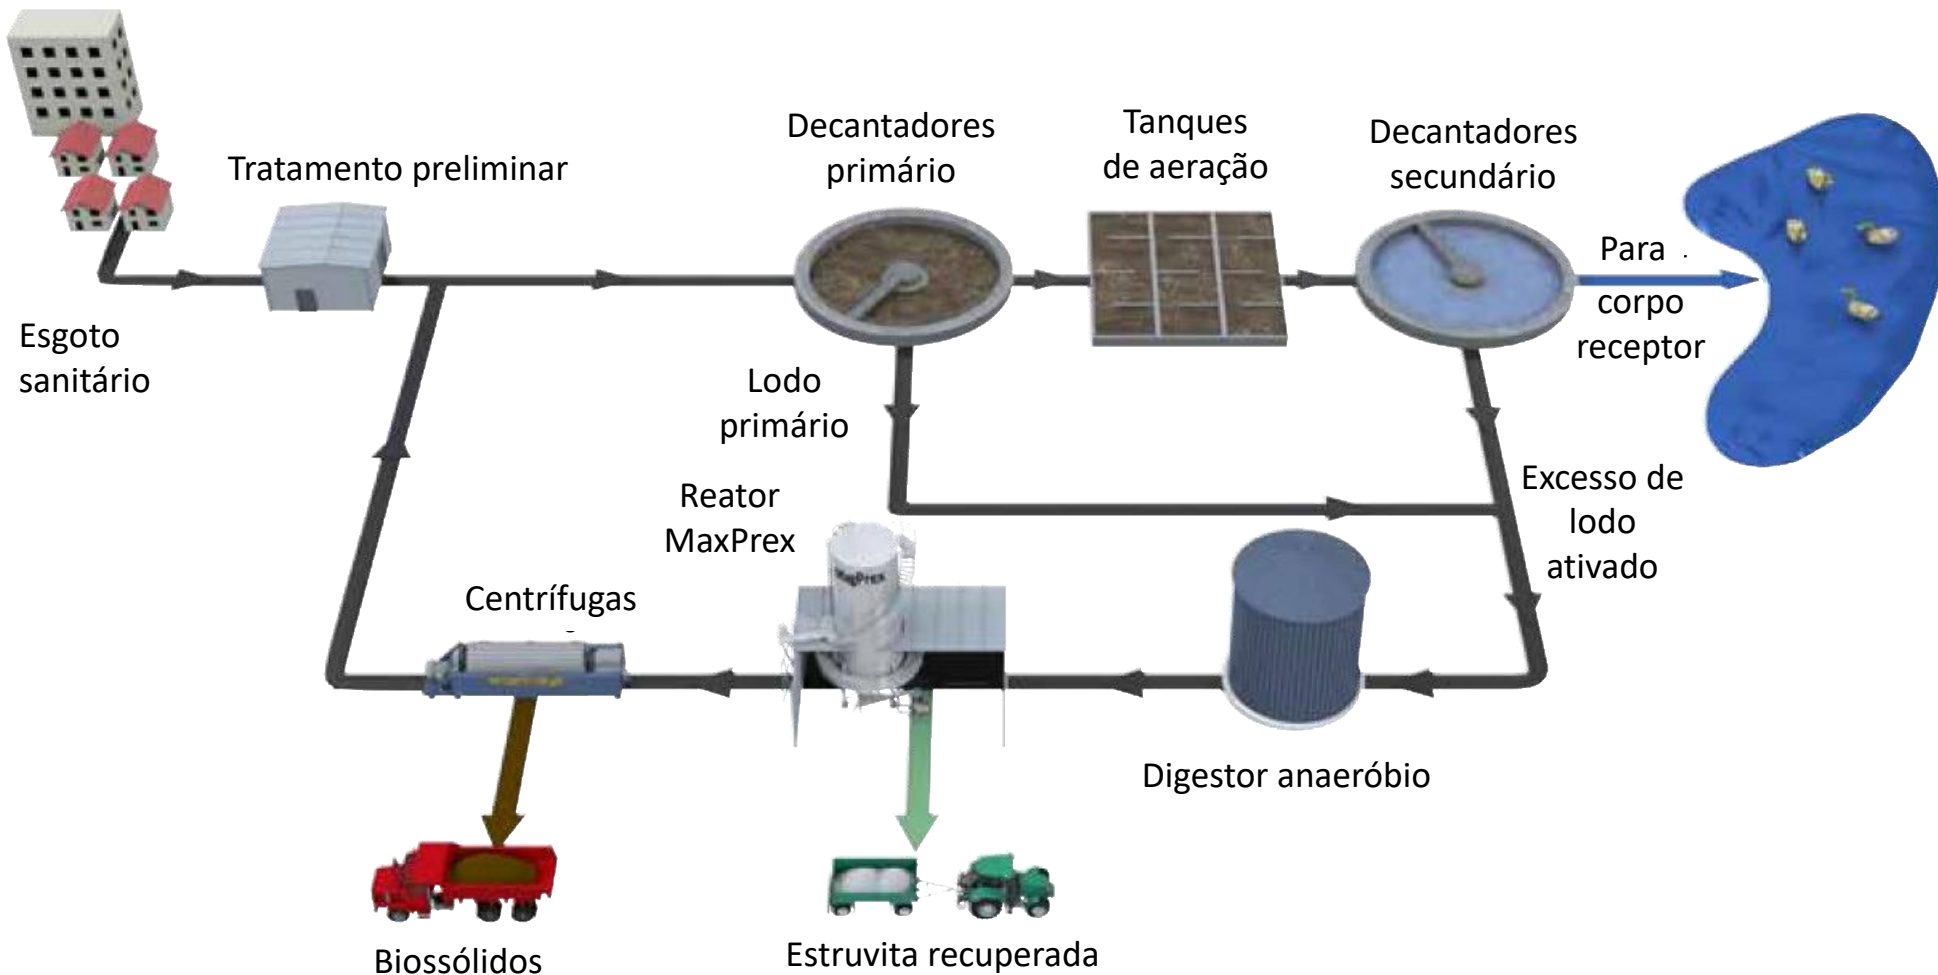 Esgoto
sanitário
Tratamento preliminar
Decantadores
primário
Tanques
de aeração
Decantadores
secundário
Para
corpo
receptor
Lodo
primário
Excesso de
lodo
ativado
Reator
MaxPrex
MagPrex
Centrífugas
Digestor anaeróbio
Biossólidos
Estruvita recuperada